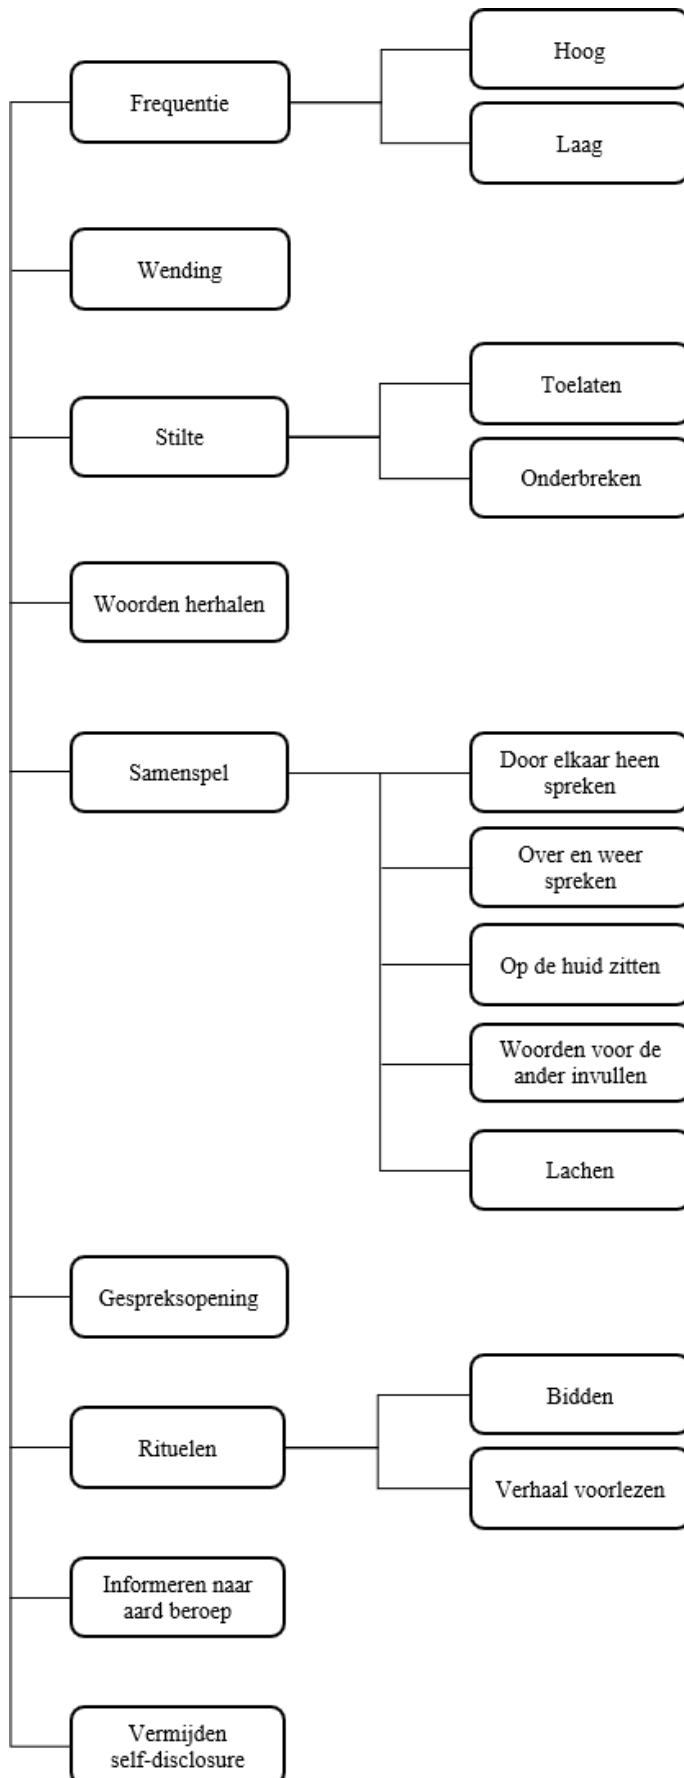 Frequentie
Hoog
Laag
Wending
Stilte
Toelaten
Onderbreken
Woorden herhalen
Samenspel
Door elkaar heen
spreken
Over en weer
spreken
Op de huid zitten
Woorden voor de
ander invullen
Lachen
Gespreksopening
Rituelen
Bidden
Verhaal voorlezen
Informeren naar
aard beroep
Vermijden
self-disclosure